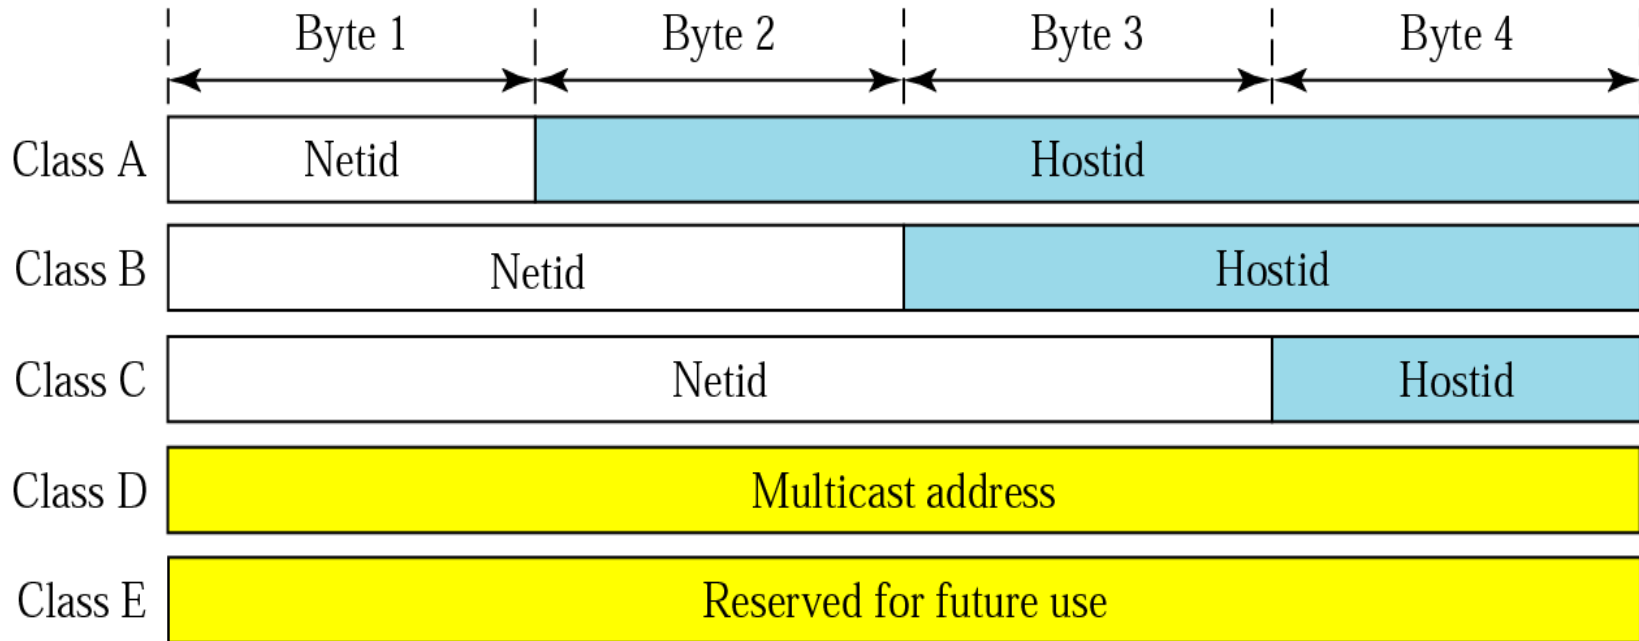 Byte 1 Byte 2 Byte 3 Byte 4
Class A Netid Hostid
Class B Netid Hostid
Class C Netid Hostid
Class D Multicast address
Class E Reserved for future use